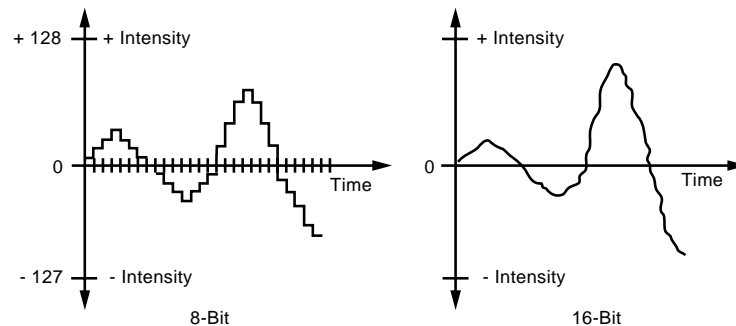 + 128
+ Intensity
0
Time
- 127
- Intensity
8-Bit
+ Intensity
0
Time
- Intensity
16-Bit